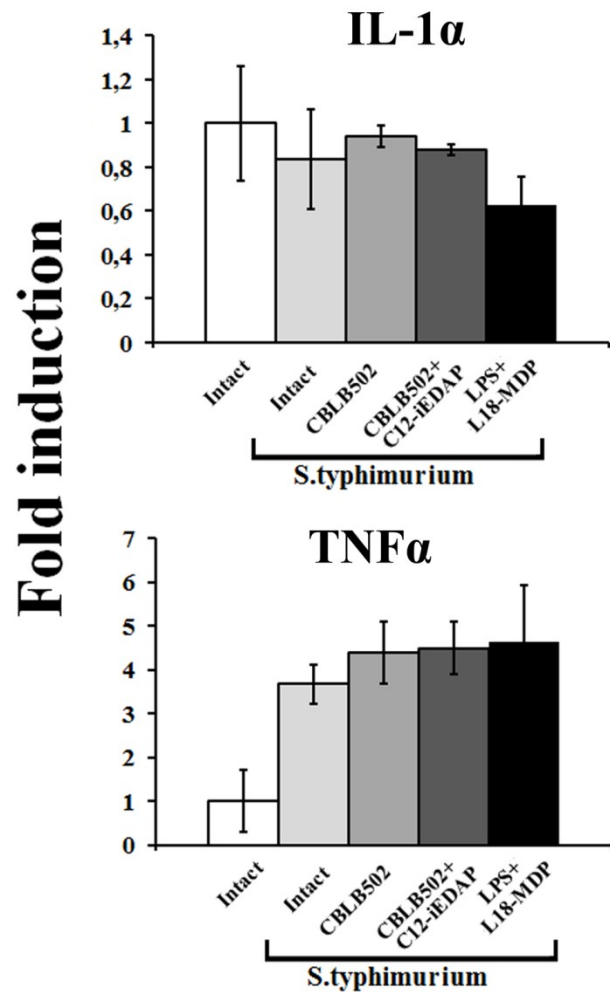 Fold induction
IL-1α
1,4
1,2
1
0,8
0,6
0,4
0,2
0
Intact
Intact
CBLB502
CBLB502+
C12-iEDAP
LPS+
L18-MDP
S.typhimurium
TNFα
7
6
5
4
3
2
1
0
Intact
Intact
CBLB502
CBLB502+
C12-iEDAP
LPS+
L18-MDP
S.typhimurium